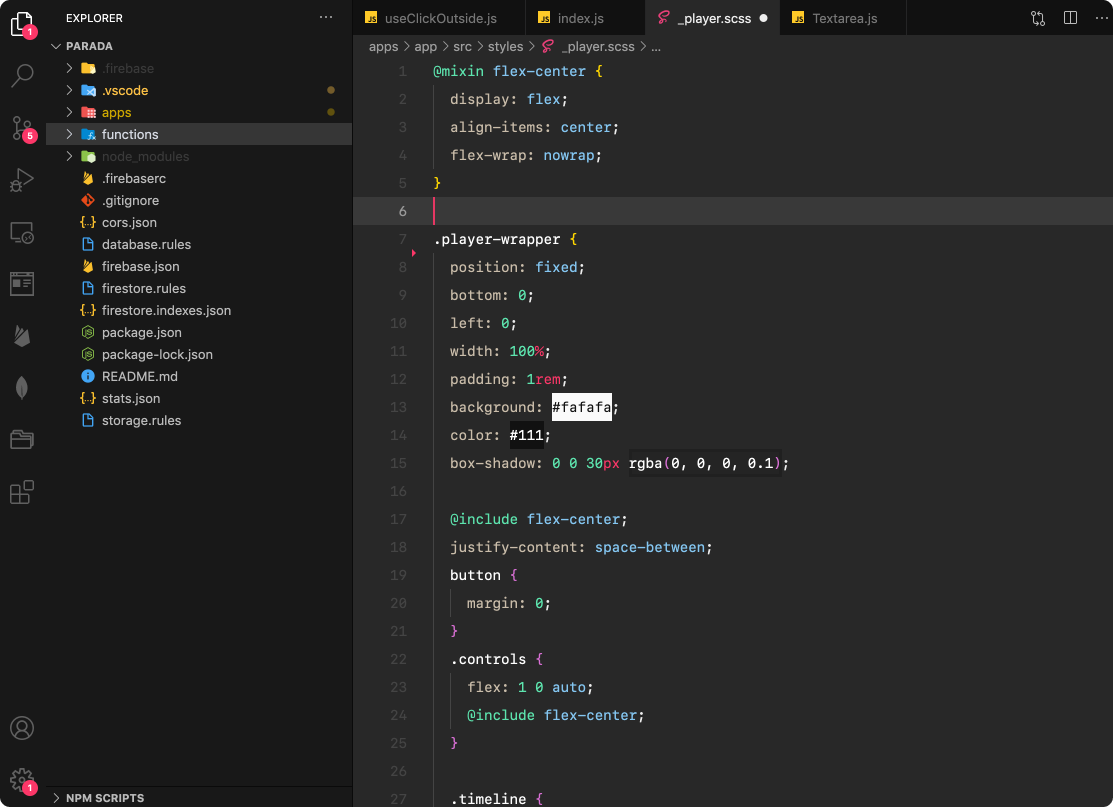 EXPLORER
PARADA
.firebase
.vscode
apps
functions
node_modules
.firebaserc
.gitignore
cors.json
database.rules
firebase.json
firestore.rules
firestore.indexes.json
package.json
package-lock.json
README.md
stats.json
storage.rules
NPM SCRIPTS
1
5
1
JS useClickOutside.js
JS index.js
_player.scss
JS Textarea.js
apps > app > src > styles > _player.scss > ...
1 @mixin flex-center {
2 display: flex;
3 align-items: center;
4 flex-wrap: nowrap;
5 }
6
7 .player-wrapper {
8 position: fixed;
9 bottom: 0;
10 left: 0;
11 width: 100%;
12 padding: 1rem;
13 background: #fafafa;
14 color: #111;
15 box-shadow: 0 0 30px rgba(0, 0, 0, 0.1);
16
17 @include flex-center;
18 justify-content: space-between;
19 button {
20 margin: 0;
21 }
22 .controls {
23 flex: 1 0 auto;
24 @include flex-center;
25 }
26
27 .timeline {